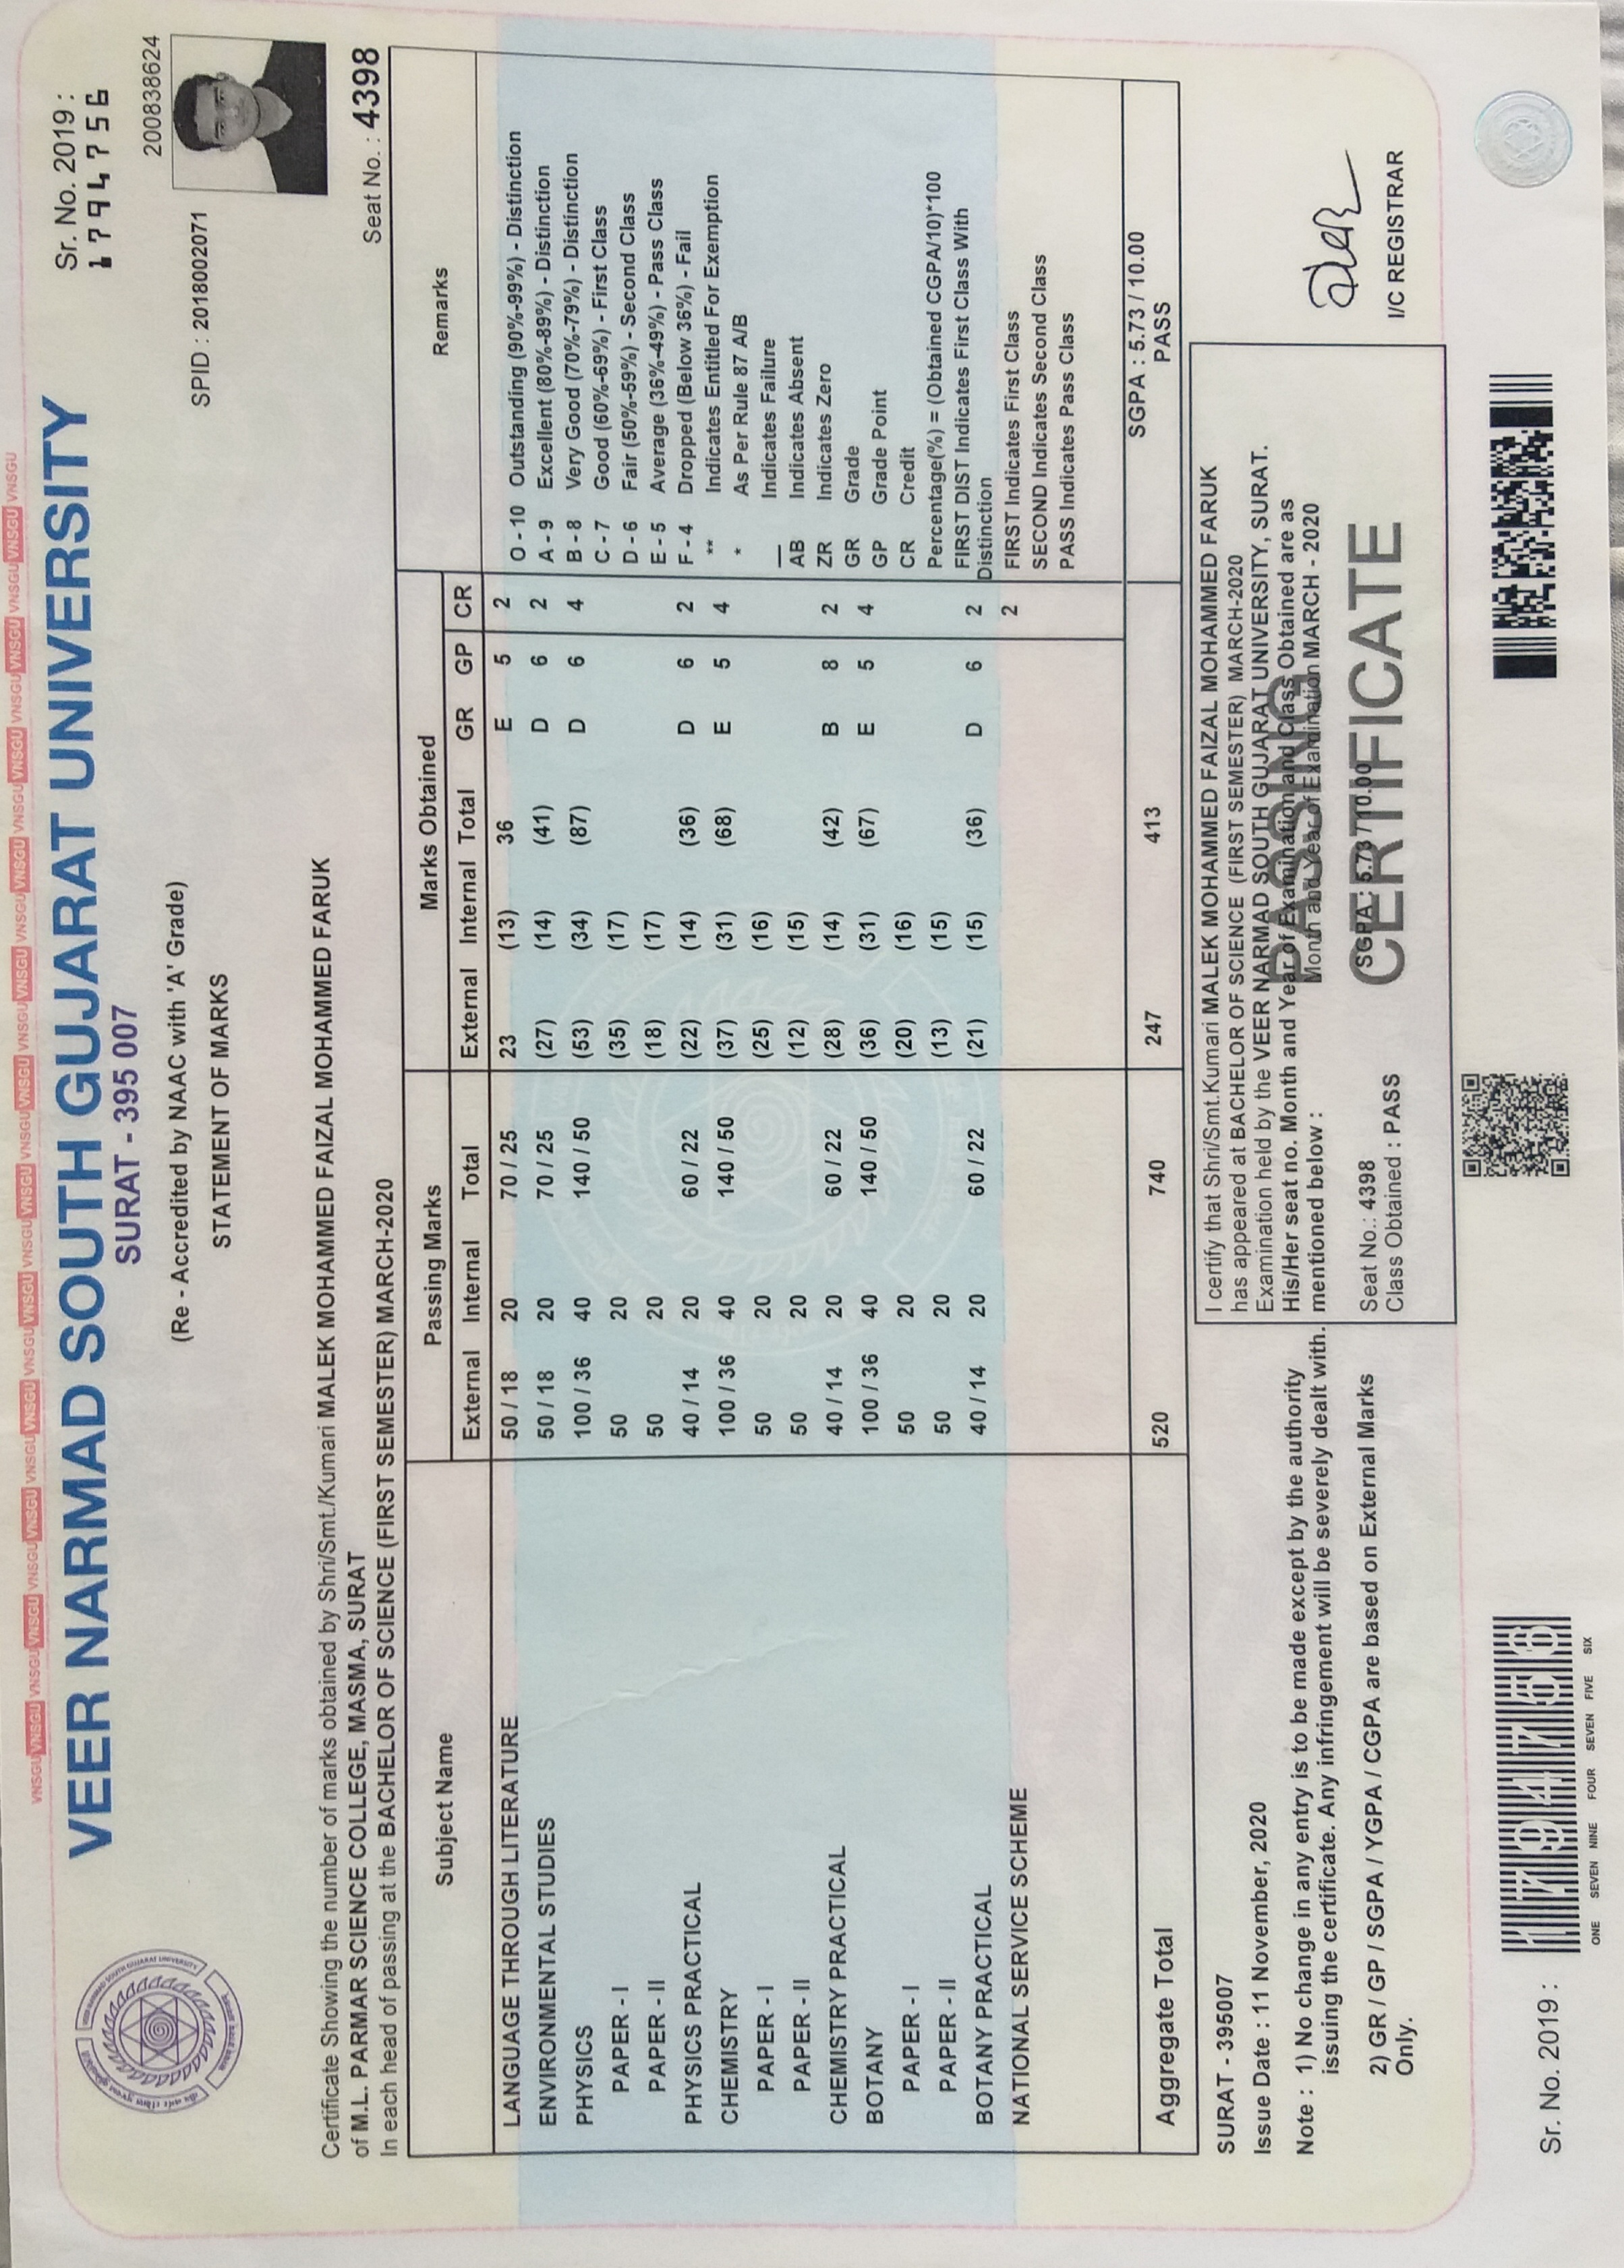 VNSGU VNSGU VNSGU VNSGU VNSGU VNSGU VNSGU VNSGU VNSGU VNSGU VNSGU VNSGU VNSGU VNSGU VNSGU VNSGU VNSGU VNSGU VNSGU VNSGU VNSGU VNSGU VNSGU VNSGU
VEER NARMAD SOUTH GUJARAT UNIVERSITY
SURAT - 395 007
Sr. No. 2019 :
1794756
(Re - Accredited by NAAC with 'A' Grade)
200838624
STATEMENT OF MARKS
SPID : 2018002071
Certificate Showing the number of marks obtained by Shri/Smt./Kumari MALEK MOHAMMED FAIZAL MOHAMMED FARUK
of M.L. PARMAR SCIENCE COLLEGE, MASMA, SURAT
In each head of passing at the BACHELOR OF SCIENCE (FIRST SEMESTER) MARCH-2020
Seat No. : 4398
Subject Name Passing Marks Marks Obtained Remarks
External Internal Total External Internal Total GR GP CR
LANGUAGE THROUGH LITERATURE 50 / 18 20 70 / 25 23 (13) 36 E 5 2
ENVIRONMENTAL STUDIES 50 / 18 20 70 / 25 (27) (14) (41) D 6 2
PHYSICS 100 / 36 40 140 / 50 (53) (34) (87) D 6 4
PAPER - I 50 20 (35) (17)
PAPER - II 50 20 (18) (17)
PHYSICS PRACTICAL 40 / 14 20 60 / 22 (22) (14) (36) D 6 2
CHEMISTRY 100 / 36 40 140 / 50 (37) (31) (68) E 5 4
PAPER - I 50 20 (25) (16)
PAPER - II 50 20 (12) (15)
CHEMISTRY PRACTICAL 40 / 14 20 60 / 22 (28) (14) (42) B 8 2
BOTANY 100 / 36 40 140 / 50 (36) (31) (67) E 5 4
PAPER - I 50 20 (20) (16)
PAPER - II 50 20 (13) (15)
BOTANY PRACTICAL 40 / 14 20 60 / 22 (21) (15) (36) D 6 2
NATIONAL SERVICE SCHEME 2
O - 10 Outstanding (90%-99%) - Distinction
A - 9 Excellent (80%-89%) - Distinction
B - 8 Very Good (70%-79%) - Distinction
C - 7 Good (60%-69%) - First Class
D - 6 Fair (50%-59%) - Second Class
E - 5 Average (36%-49%) - Pass Class
F - 4 Dropped (Below 36%) - Fail
** Indicates Entitled For Exemption
* As Per Rule 87 A/B
__ Indicates Failure
AB Indicates Absent
ZR Indicates Zero
GR Grade
GP Grade Point
CR Credit
Percentage(%) = (Obtained CGPA/10)*100
FIRST DIST Indicates First Class With
Distinction
FIRST Indicates First Class
SECOND Indicates Second Class
PASS Indicates Pass Class
Aggregate Total 520 740 247 413 SGPA : 5.73 / 10.00
PASS
SURAT - 395007
Issue Date : 11 November, 2020
Note : 1) No change in any entry is to be made except by the authority
issuing the certificate. Any infringement will be severely dealt with.
2) GR / GP / SGPA / YGPA / CGPA are based on External Marks
Only.
I certify that Shri/Smt.Kumari MALEK MOHAMMED FAIZAL MOHAMMED FARUK
has appeared at BACHELOR OF SCIENCE (FIRST SEMESTER) MARCH-2020
Examination held by the VEER NARMAD SOUTH GUJARAT UNIVERSITY, SURAT.
His/Her seat no. Month and Year of Examination and Class Obtained are as
mentioned below :
Month and Year of Examination MARCH - 2020
PASSING
CERTIFICATE
Seat No.: 4398 SGPA : 5.73 / 10.00
Class Obtained : PASS
I/C REGISTRAR
Sr. No. 2019 :
1794756
ONE SEVEN NINE FOUR SEVEN FIVE SIX